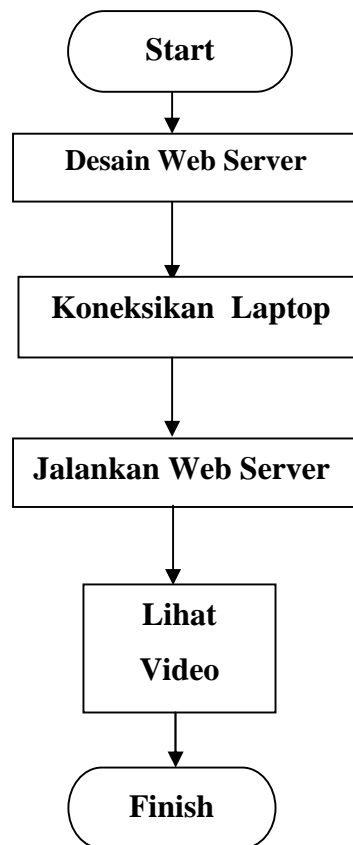 Start
Desain Web Server
Koneksikan Laptop
Jalankan Web Server
Lihat
Video
Finish